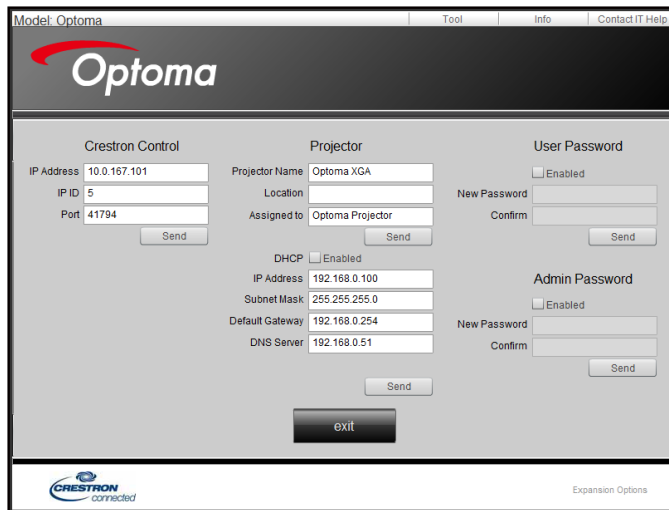 Model: Optoma
Tool
Info
Contact IT Help
Optoma
Crestron Control
IP Address 10.0.167.101
IP ID 5
Port 41794
Send
Projector
Projector Name Optoma XGA
Location
Assigned to Optoma Projector
Send
DHCP Enabled
IP Address 192.168.0.100
Subnet Mask 255.255.255.0
Default Gateway 192.168.0.254
DNS Server 192.168.0.51
Send
User Password
Enabled
New Password
Confirm
Send
Admin Password
Enabled
New Password
Confirm
Send
exit
CRESTRON
connected
Expansion Options